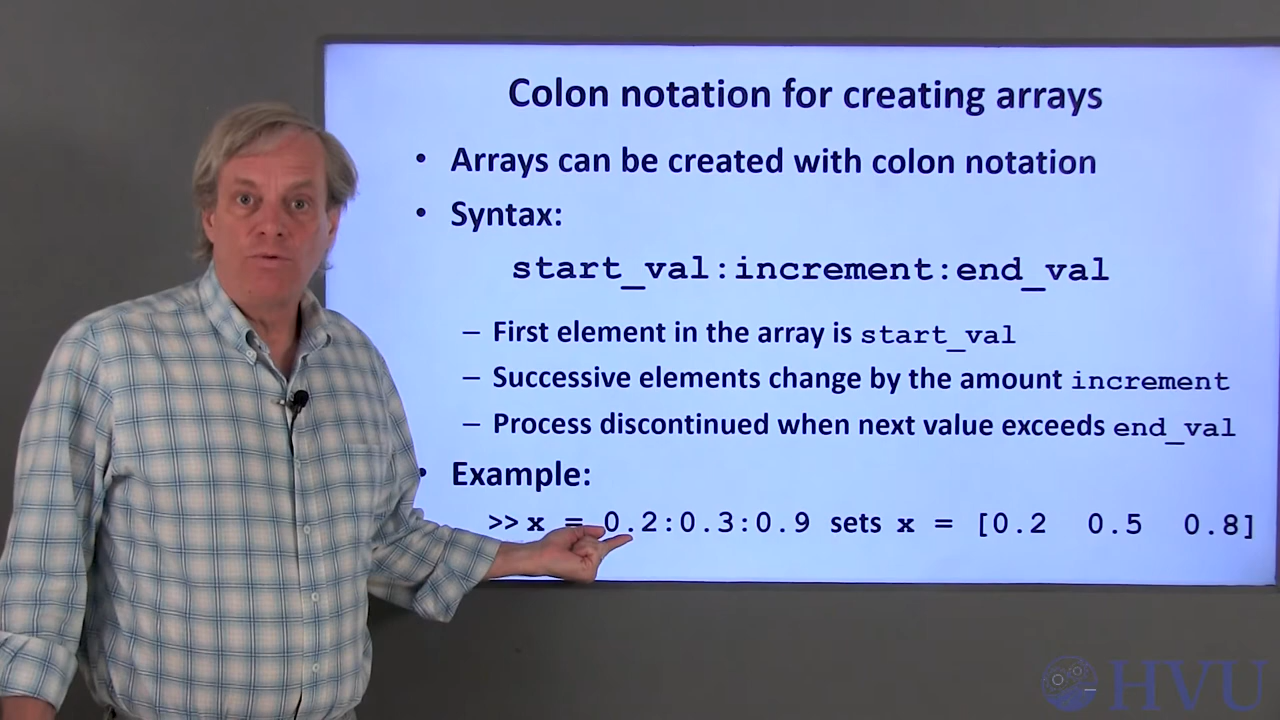 Colon notation for creating arrays
• Arrays can be created with colon notation
• Syntax:
start_val:increment:end_val
– First element in the array is start_val
– Successive elements change by the amount increment
– Process discontinued when next value exceeds end_val
• Example:
>> x = 0.2:0.3:0.9 sets x = [0.2 0.5 0.8]
HVU